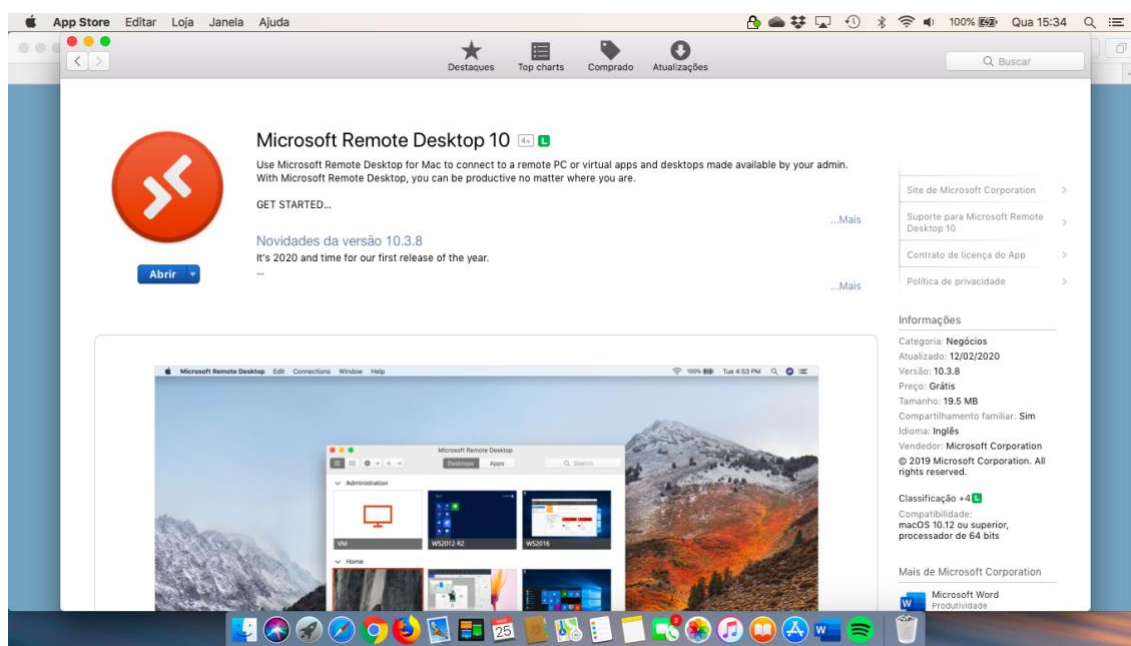 App Store Editar Loja Janela Ajuda
100% Qua 15:34
Destaques Top charts Comprado Atualizações
Buscar
Microsoft Remote Desktop 10 4+ L
Use Microsoft Remote Desktop for Mac to connect to a remote PC or virtual apps and desktops made available by your admin.
With Microsoft Remote Desktop, you can be productive no matter where you are.
GET STARTED...
...Mais
Novidades da versão 10.3.8
It's 2020 and time for our first release of the year.
...
...Mais
Abrir
Site de Microsoft Corporation
Suporte para Microsoft Remote
Desktop 10
Contrato de licença do App
Política de privacidade
Informações
Categoria: Negócios
Atualizado: 12/02/2020
Versão: 10.3.8
Preço: Grátis
Tamanho: 19.5 MB
Compartilhamento familiar: Sim
Idioma: Inglês
Vendedor: Microsoft Corporation
© 2019 Microsoft Corporation. All
rights reserved.
Classificação +4 L
Compatibilidade:
macOS 10.12 ou superior,
processador de 64 bits
Mais de Microsoft Corporation
Microsoft Word
Produtividade
Microsoft Remote Desktop Edit Connections Window Help
100% Tue 4:53 PM
Microsoft Remote Desktop
Desktops Apps
Search
Administration
VM
WS2012 R2
WS2016
Home
25
3